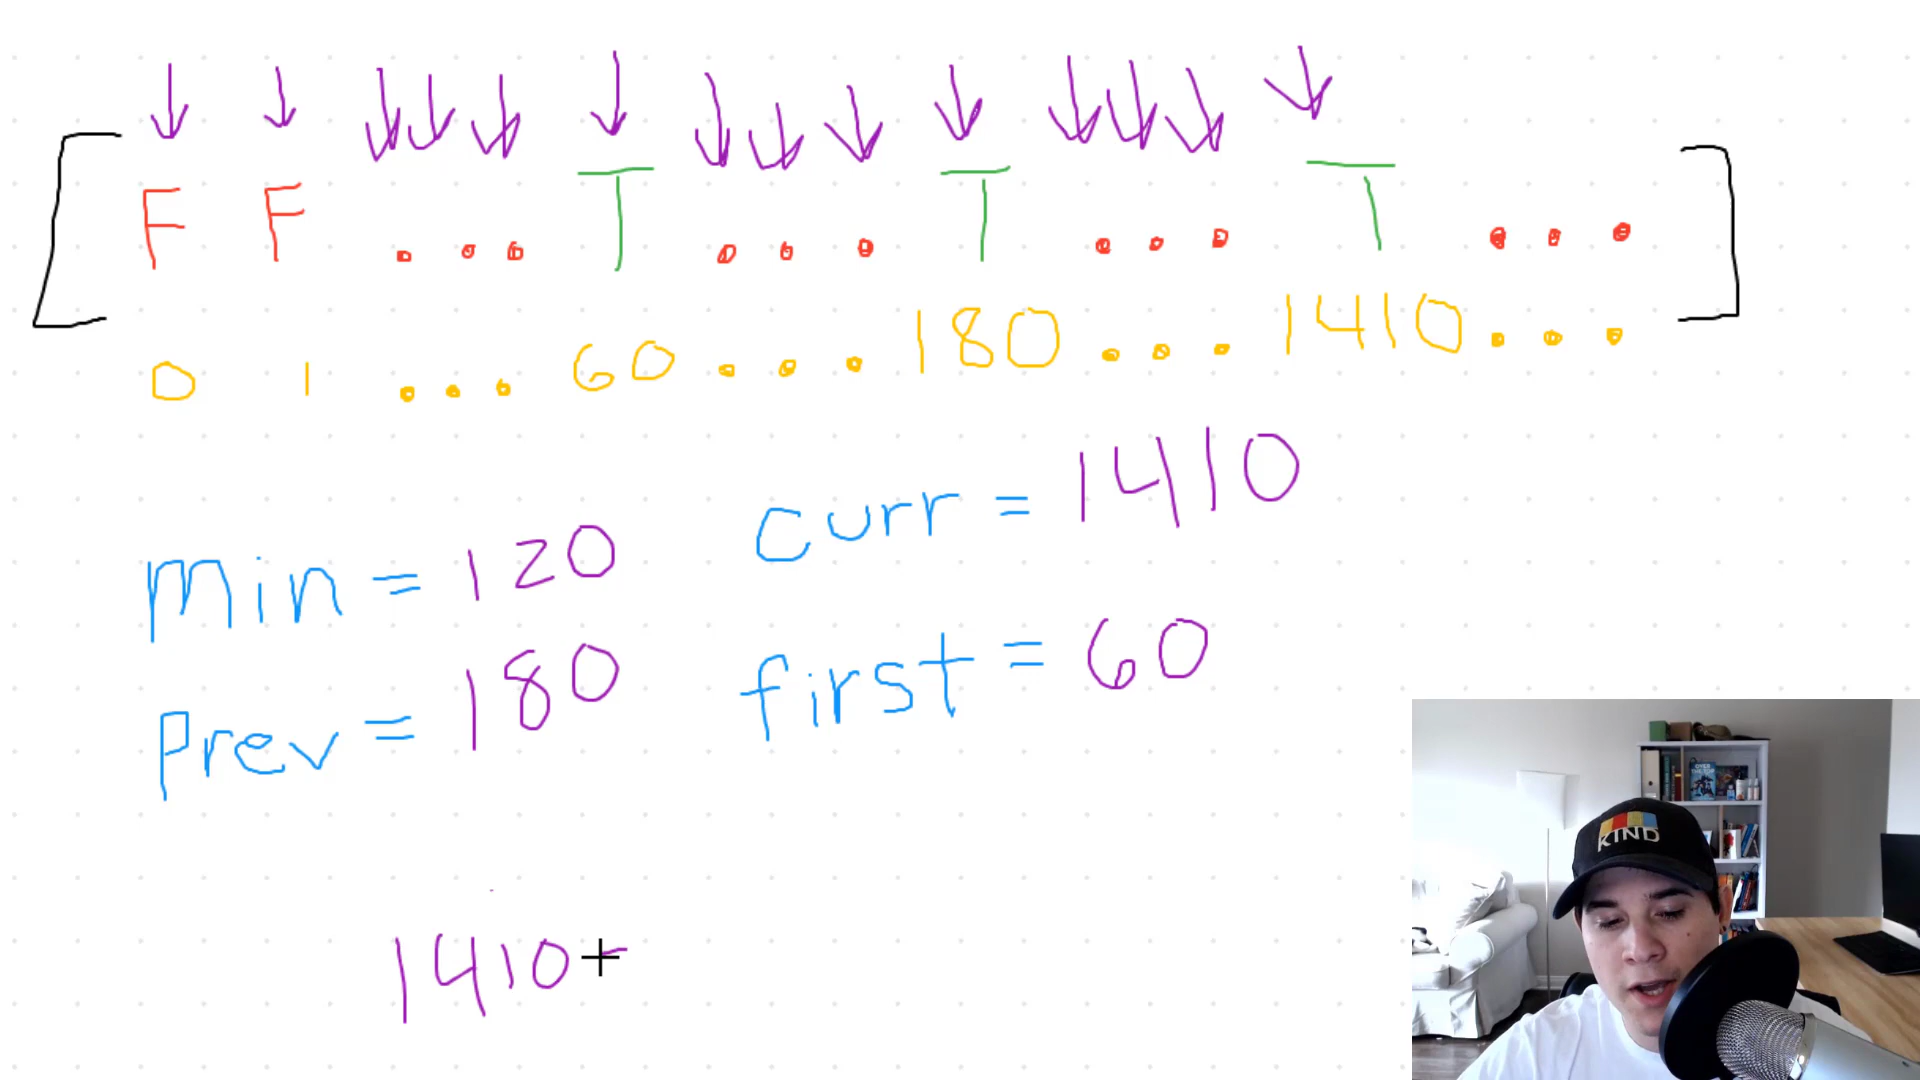 [ F F ... T ... T ... T ... ]
0 1 ... 60 ... 180 ... 1410 ...
min = 120 curr = 1410
Prev = 180 first = 60
1410 -
KIND